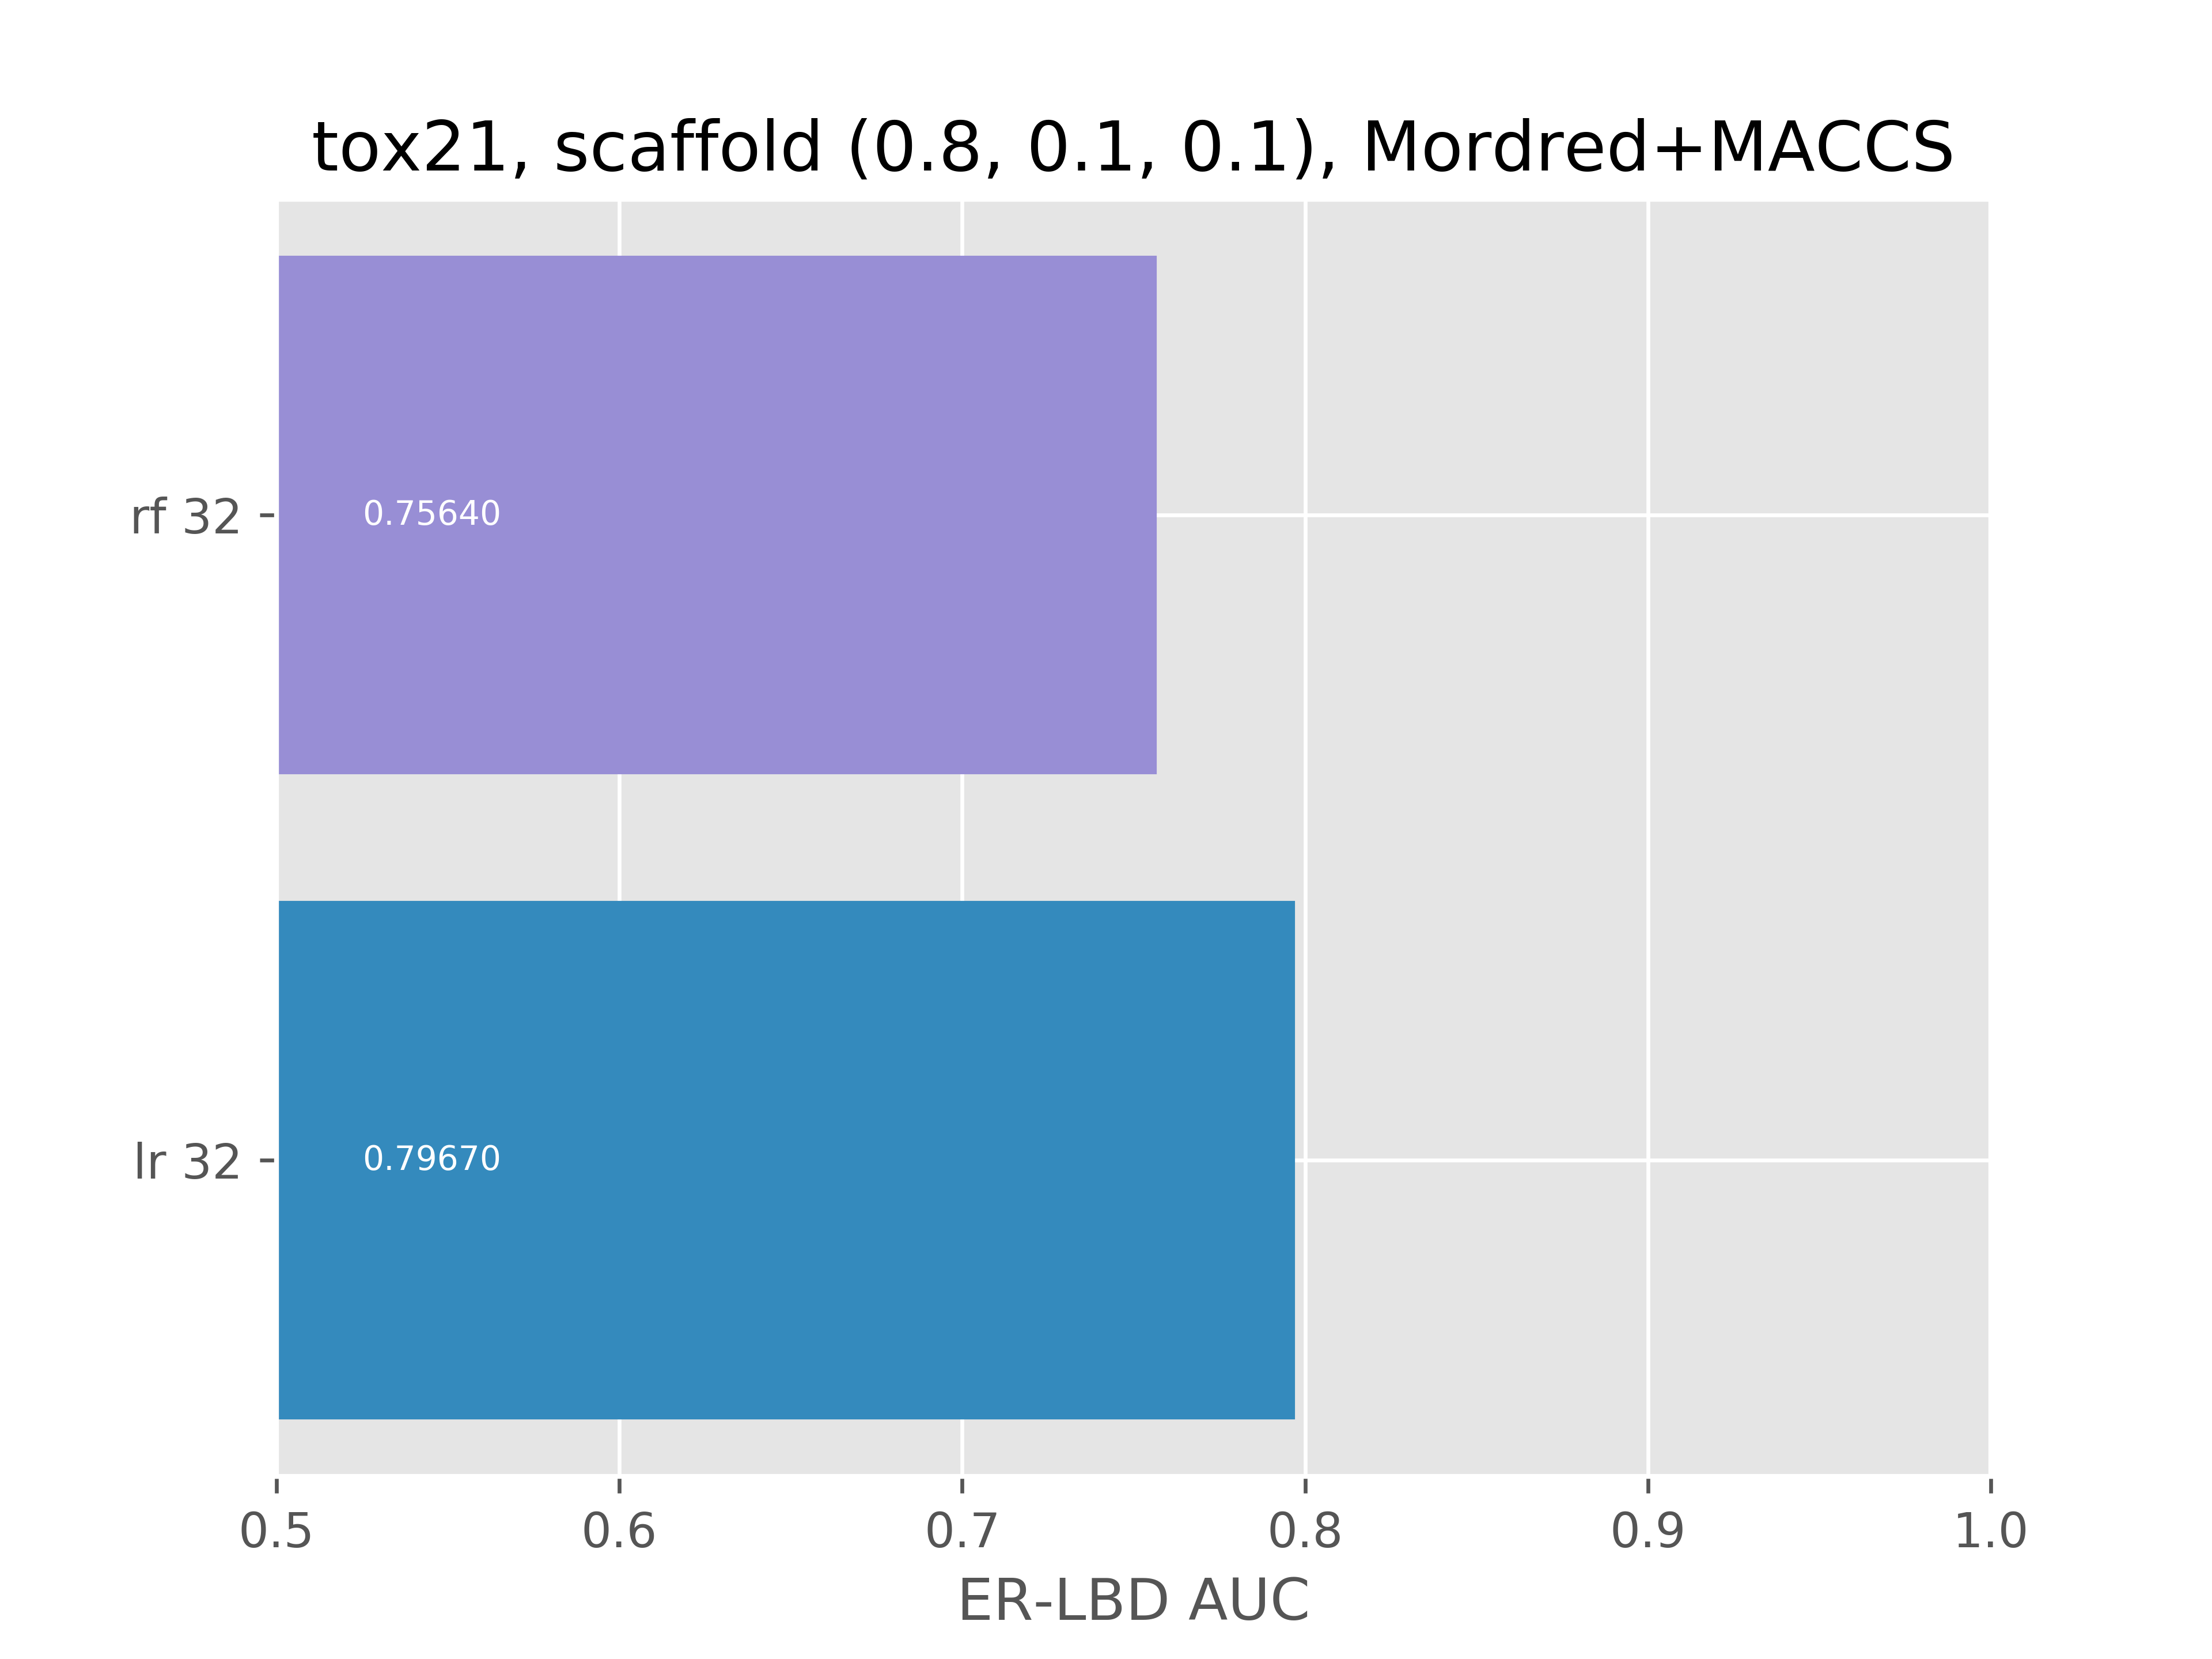 tox21, scaffold (0.8, 0.1, 0.1), Mordred+MACCS
rf 32
0.75640
lr 32
0.79670
0.5 0.6 0.7 0.8 0.9 1.0
ER-LBD AUC